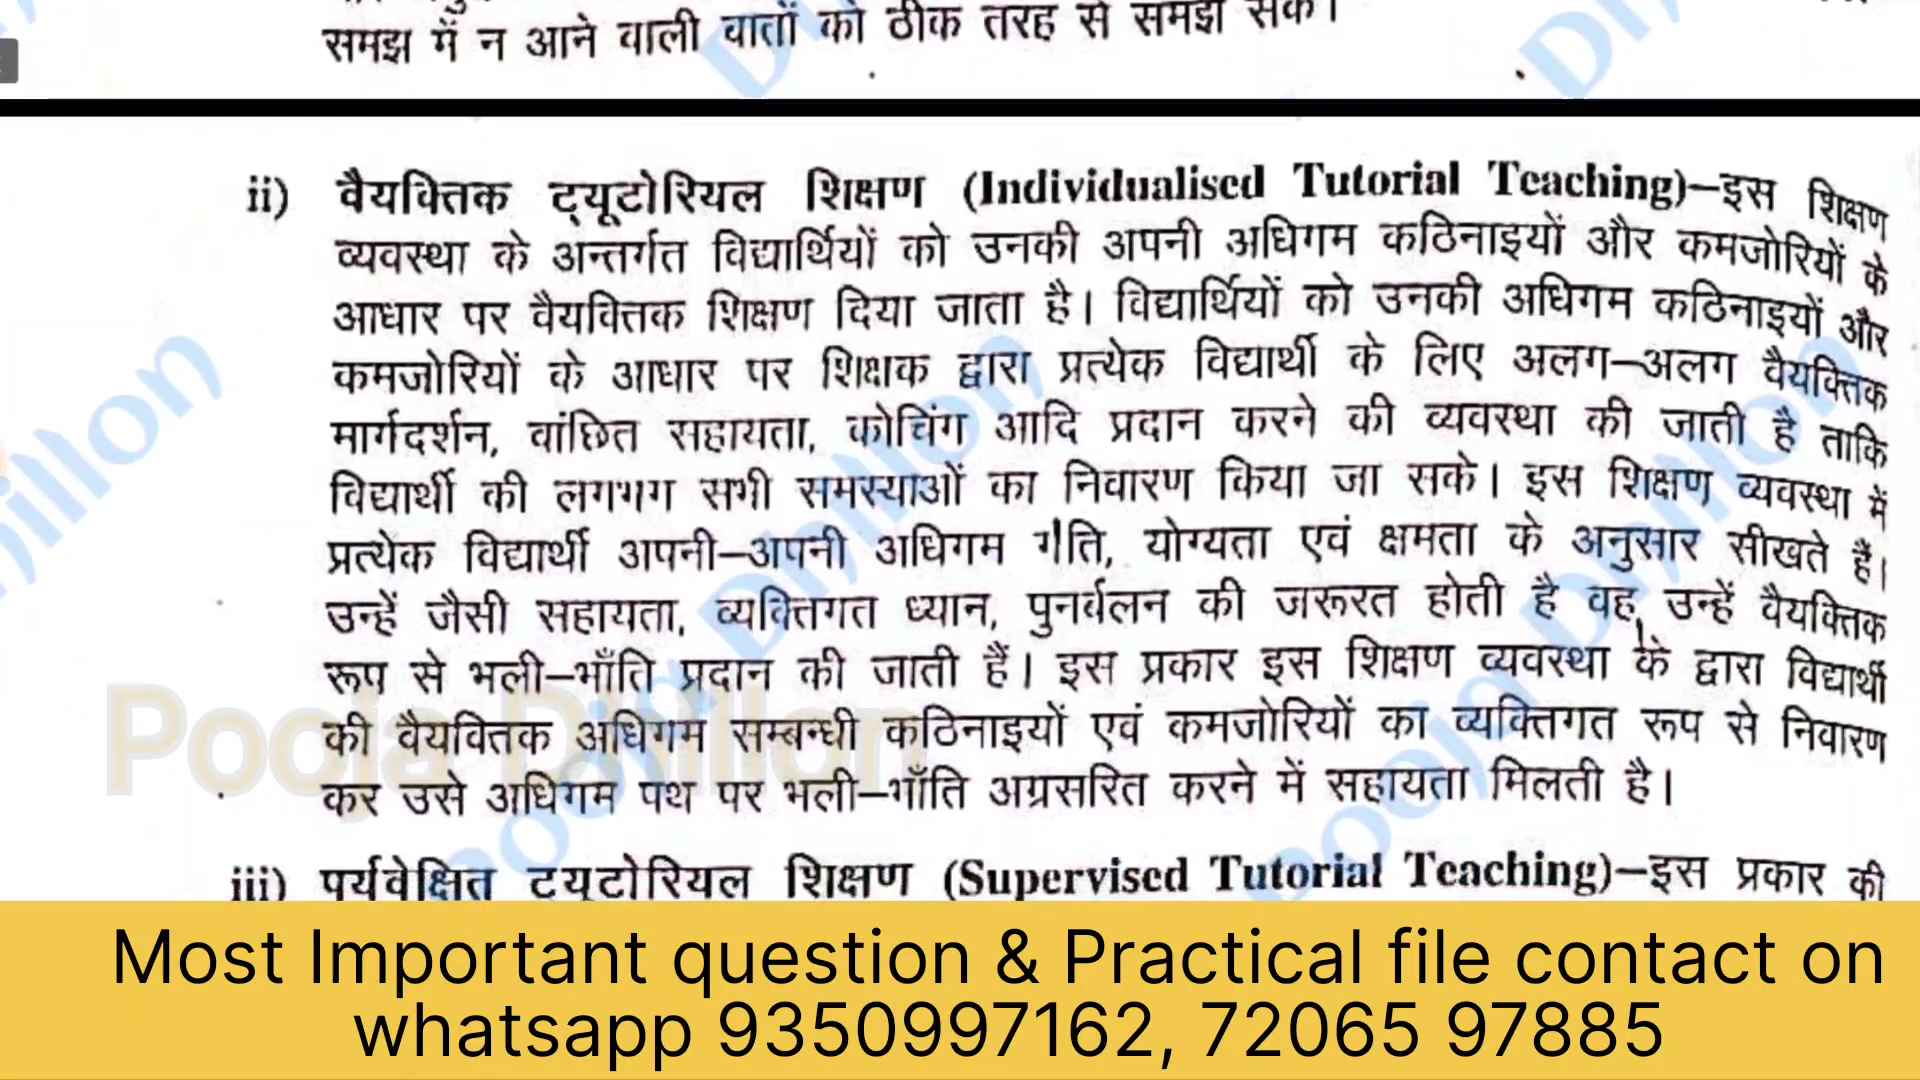 समझ में न आने वाली बातों को ठीक तरह से समझ सके।
ii) वैयक्तिक ट्यूटोरियल शिक्षण (Individualised Tutorial Teaching)–इस शिक्षण
व्यवस्था के अन्तर्गत विद्यार्थियों को उनकी अपनी अधिगम कठिनाइयों और कमजोरियों के
आधार पर वैयक्तिक शिक्षण दिया जाता है। विद्यार्थियों को उनकी अधिगम कठिनाइयों और
कमजोरियों के आधार पर शिक्षक द्वारा प्रत्येक विद्यार्थी के लिए अलग–अलग वैयक्तिक
मार्गदर्शन, वांछित सहायता, कोचिंग आदि प्रदान करने की व्यवस्था की जाती है ताकि
विद्यार्थी की लगभग सभी समस्याओं का निवारण किया जा सके। इस शिक्षण व्यवस्था में
प्रत्येक विद्यार्थी अपनी–अपनी अधिगम गति, योग्यता एवं क्षमता के अनुसार सीखते हैं।
उन्हें जैसी सहायता, व्यक्तिगत ध्यान, पुनर्बलन की जरूरत होती है वह, उन्हें वैयक्तिक
रूप से भली–भाँति प्रदान की जाती हैं। इस प्रकार इस शिक्षण व्यवस्था के द्वारा विद्यार्थी
की वैयक्तिक अधिगम सम्बन्धी कठिनाइयों एवं कमजोरियों का व्यक्तिगत रूप से निवारण
कर उसे अधिगम पथ पर भली–भाँति अग्रसरित करने में सहायता मिलती है।
Pooja Dhillon
iii) पर्यवेक्षित ट्यूटोरियल शिक्षण (Supervised Tutorial Teaching)–इस प्रकार की
Most Important question & Practical file contact on
whatsapp 9350997162, 72065 97885